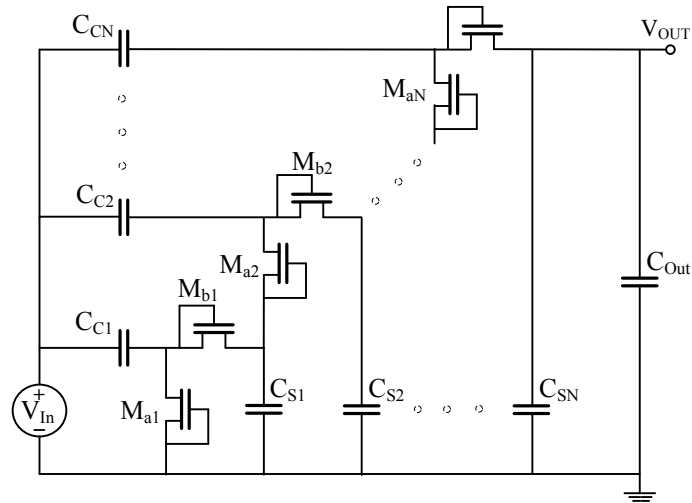 C_CN
V_OUT
M_aN
M_b2
C_C2
M_a2
C_Out
M_b1
C_C1
C_S1
C_S2
C_SN
+
V_In
−
M_a1